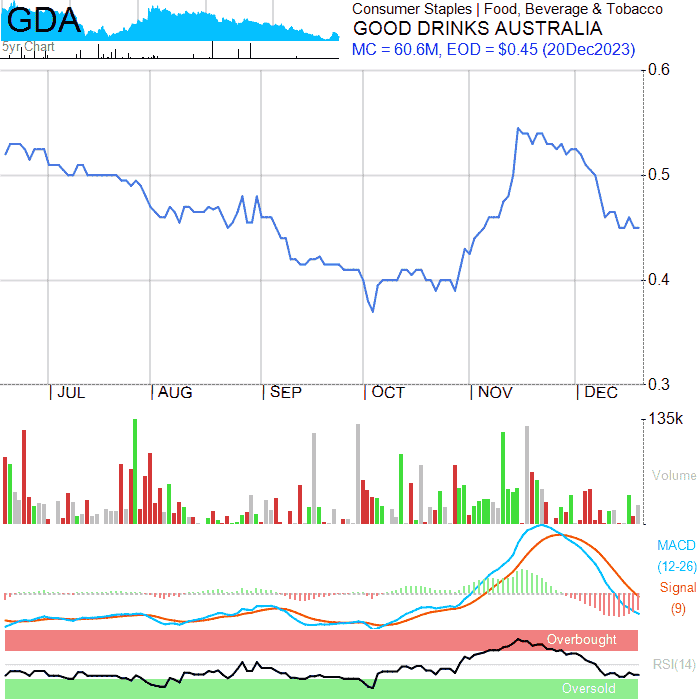 GDA
5yr Chart
Consumer Staples | Food, Beverage & Tobacco
GOOD DRINKS AUSTRALIA
MC = 60.6M, EOD = $0.45 (20Dec2023)
0.6
0.5
0.4
0.3
JUL AUG SEP OCT NOV DEC
135k
Volume
MACD
(12-26)
Signal
(9)
Overbought
RSI(14)
Oversold